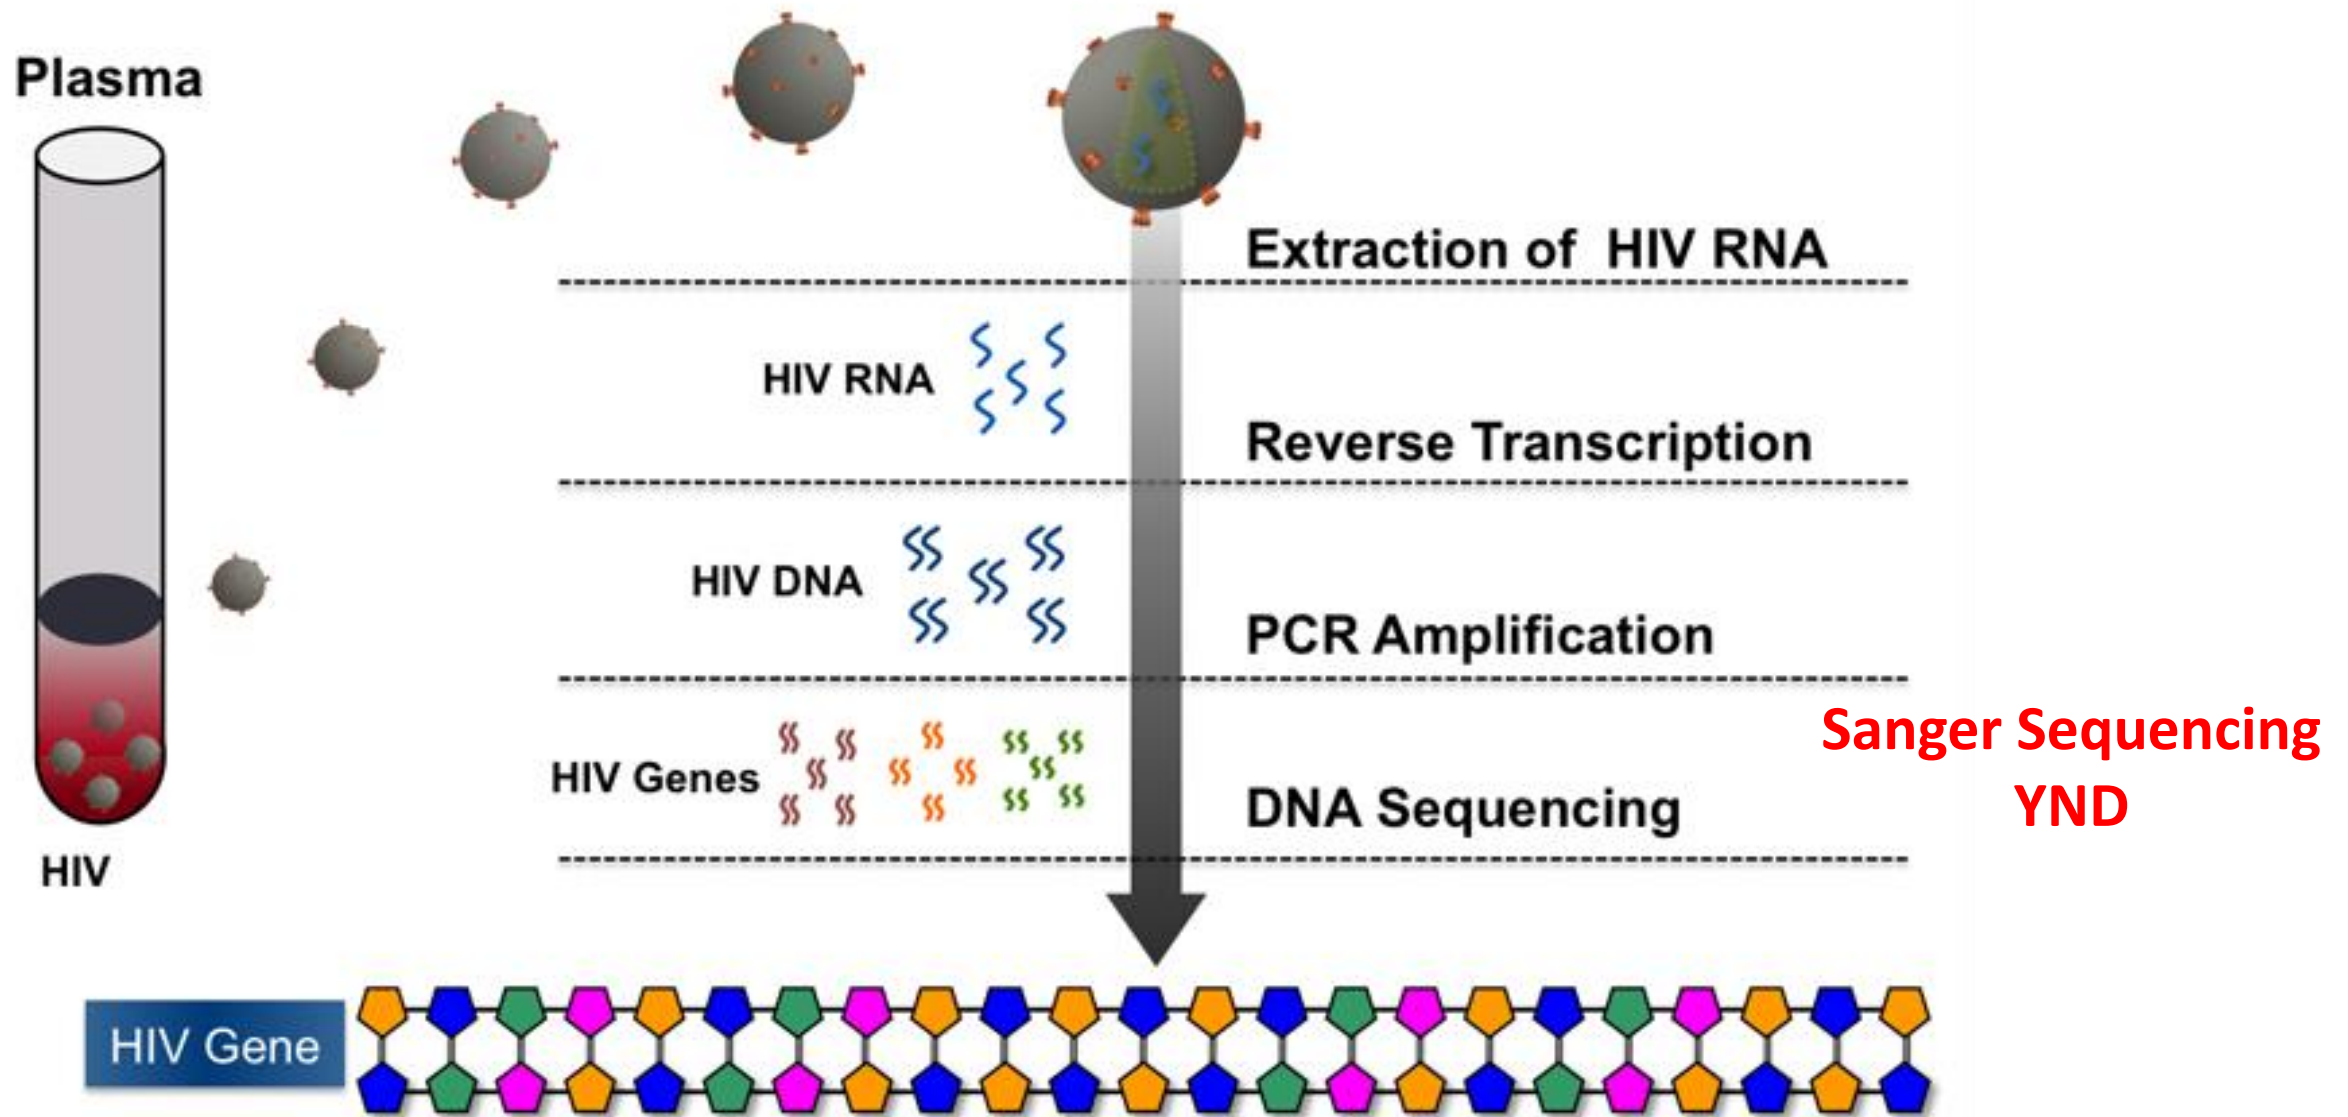 Plasma
Extraction of HIV RNA
HIV RNA
Reverse Transcription
HIV DNA
PCR Amplification
Sanger Sequencing
YND
HIV Genes
DNA Sequencing
HIV
HIV Gene